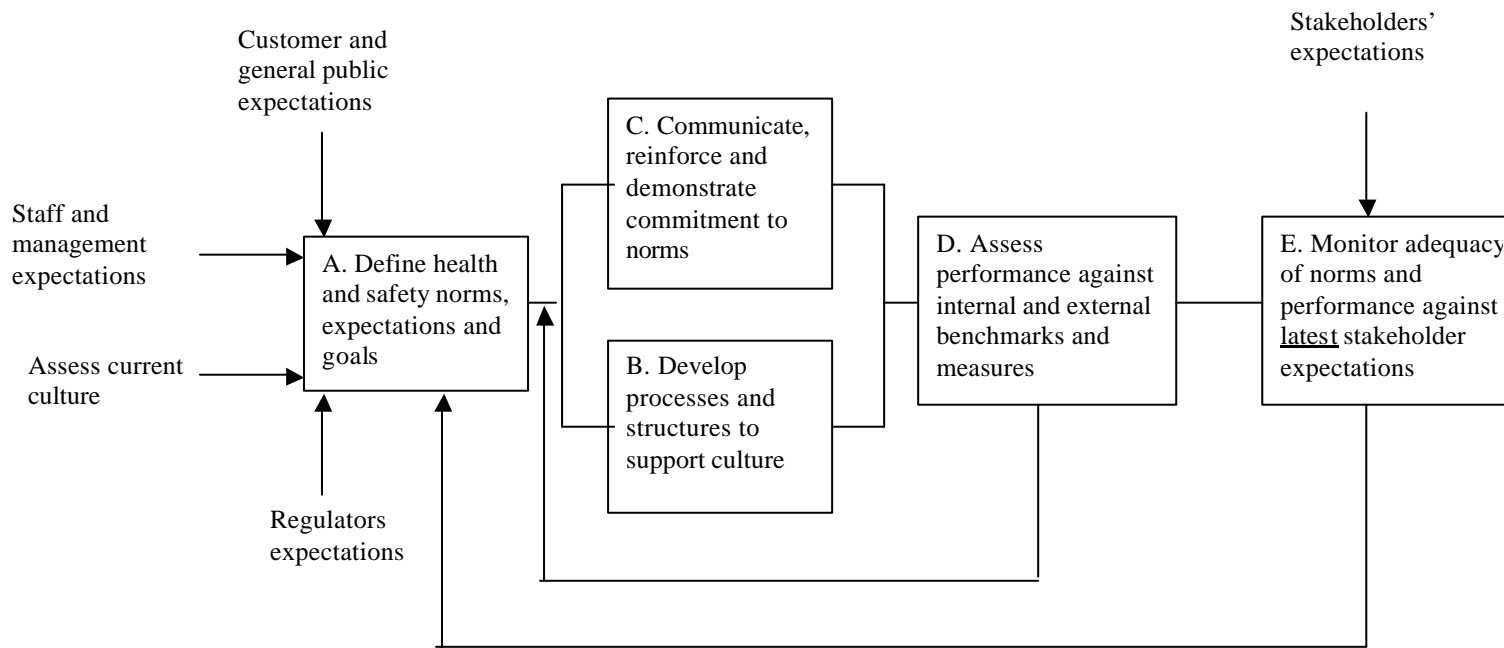 Customer and
general public
expectations
Stakeholders’
expectations
Staff and
management
expectations
Assess current
culture
Regulators
expectations
A. Define health
and safety norms,
expectations and
goals
C. Communicate,
reinforce and
demonstrate
commitment to
norms
B. Develop
processes and
structures to
support culture
D. Assess
performance against
internal and external
benchmarks and
measures
E. Monitor adequacy
of norms and
performance against
latest stakeholder
expectations